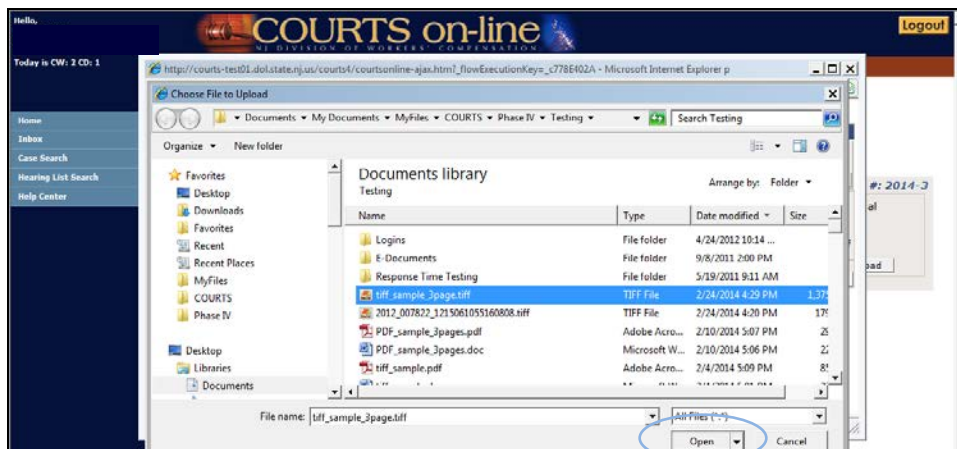 Hello,
COURTS on-line
NJ DIVISION OF WORKERS' COMPENSATION
Logout
Today is CW: 2 CD: 1
Home
Inbox
Case Search
Hearing List Search
Help Center
http://courts-test01.dol.state.nj.us/courts4/courtsonline-ajax.htm?_flowExecutionKey=_c778E402A - Microsoft Internet Explorer p
Choose File to Upload
Documents ▾ My Documents ▾ MyFiles ▾ COURTS ▾ Phase IV ▾ Testing ▾
Search Testing
Organize ▾ New folder
Favorites
Desktop
Downloads
Favorites
Recent
Recent Places
MyFiles
COURTS
Phase IV
Desktop
Libraries
Documents
Documents library
Testing
Arrange by: Folder ▾
Name Type Date modified Size
Logins File folder 4/24/2012 10:14 ...
E-Documents File folder 9/8/2011 2:00 PM
Response Time Testing File folder 5/19/2011 9:11 AM
tiff_sample_3page.tiff TIFF File 2/24/2014 4:29 PM 1,375
2012_007822_1215061055160808.tiff TIFF File 2/24/2014 4:20 PM 179
PDF_sample_3pages.pdf Adobe Acro... 2/10/2014 5:07 PM
PDF_sample_3pages.doc Microsoft W... 2/10/2014 5:06 PM
tiff_sample.pdf Adobe Acro... 2/4/2014 5:09 PM
#: 2014-3
al
oad
File name: tiff_sample_3page.tiff
All Files (*.*)
Open
Cancel